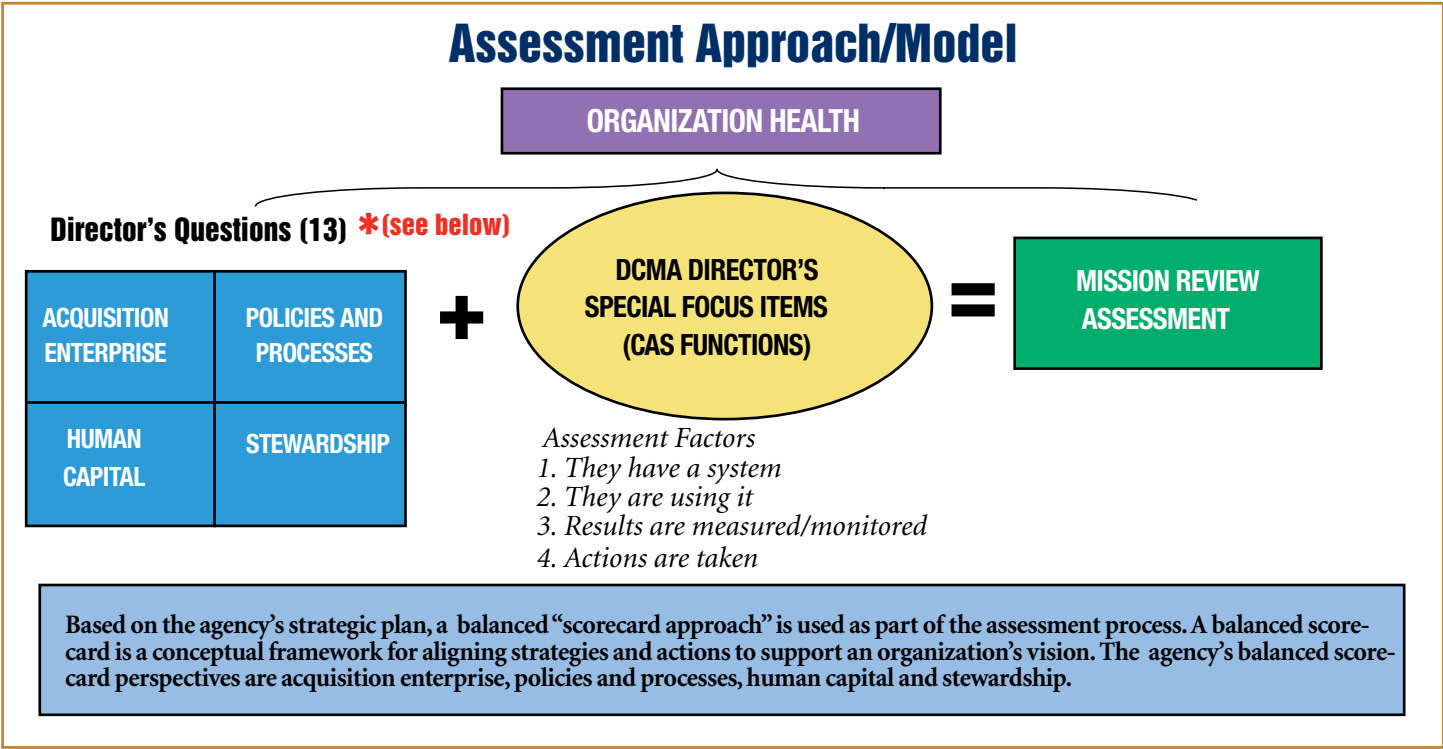 Assessment Approach/Model
ORGANIZATION HEALTH
Director's Questions (13) *(see below)
ACQUISITION
ENTERPRISE
POLICIES AND
PROCESSES
HUMAN
CAPITAL
STEWARDSHIP
+
DCMA DIRECTOR'S
SPECIAL FOCUS ITEMS
(CAS FUNCTIONS)
=
MISSION REVIEW
ASSESSMENT
Assessment Factors
1. They have a system
2. They are using it
3. Results are measured/monitored
4. Actions are taken
Based on the agency's strategic plan, a balanced "scorecard approach" is used as part of the assessment process. A balanced score-
card is a conceptual framework for aligning strategies and actions to support an organization's vision. The agency's balanced score-
card perspectives are acquisition enterprise, policies and processes, human capital and stewardship.